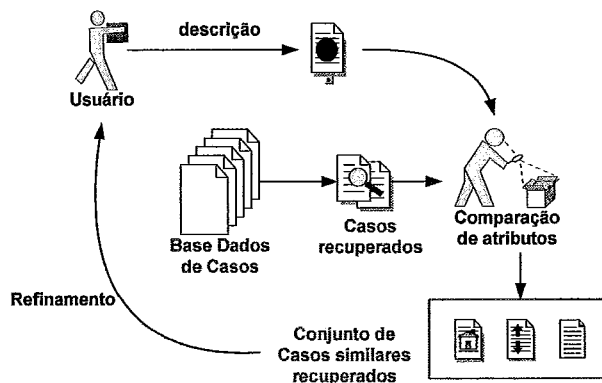 descrição
Usuário
Base Dados
de Casos
Casos
recuperados
Comparação
de atributos
Refinamento
Conjunto de
Casos similares
recuperados